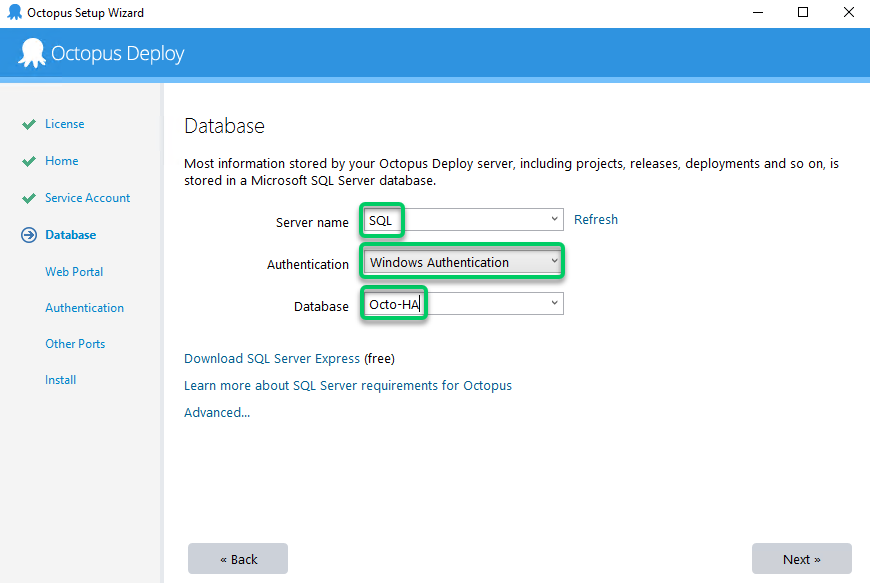 Octopus Setup Wizard
Octopus Deploy
License
Home
Service Account
Database
Web Portal
Authentication
Other Ports
Install
Database
Most information stored by your Octopus Deploy server, including projects, releases, deployments and so on, is
stored in a Microsoft SQL Server database.
Server name SQL Refresh
Authentication Windows Authentication
Database Octo-HA
Download SQL Server Express (free)
Learn more about SQL Server requirements for Octopus
Advanced...
« Back Next »